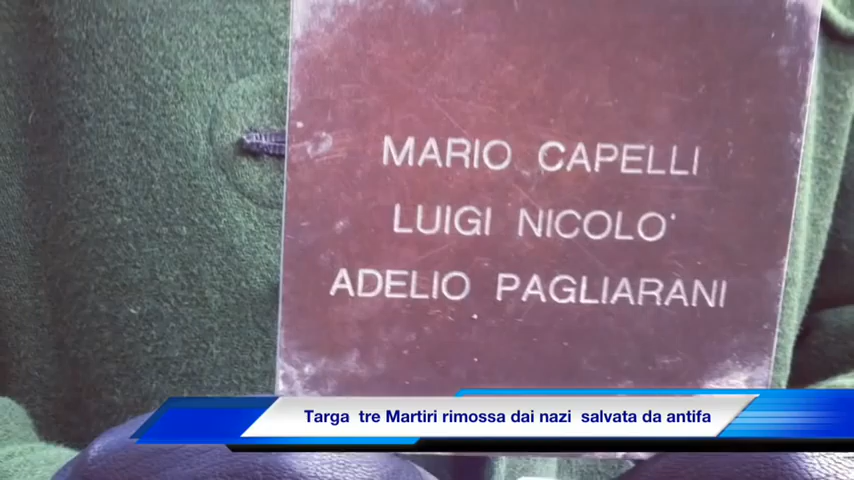 MARIO CAPELLI
LUIGI NICOLO'
ADELIO PAGLIARANI
Targa tre Martiri rimossa dai nazi salvata da antifa